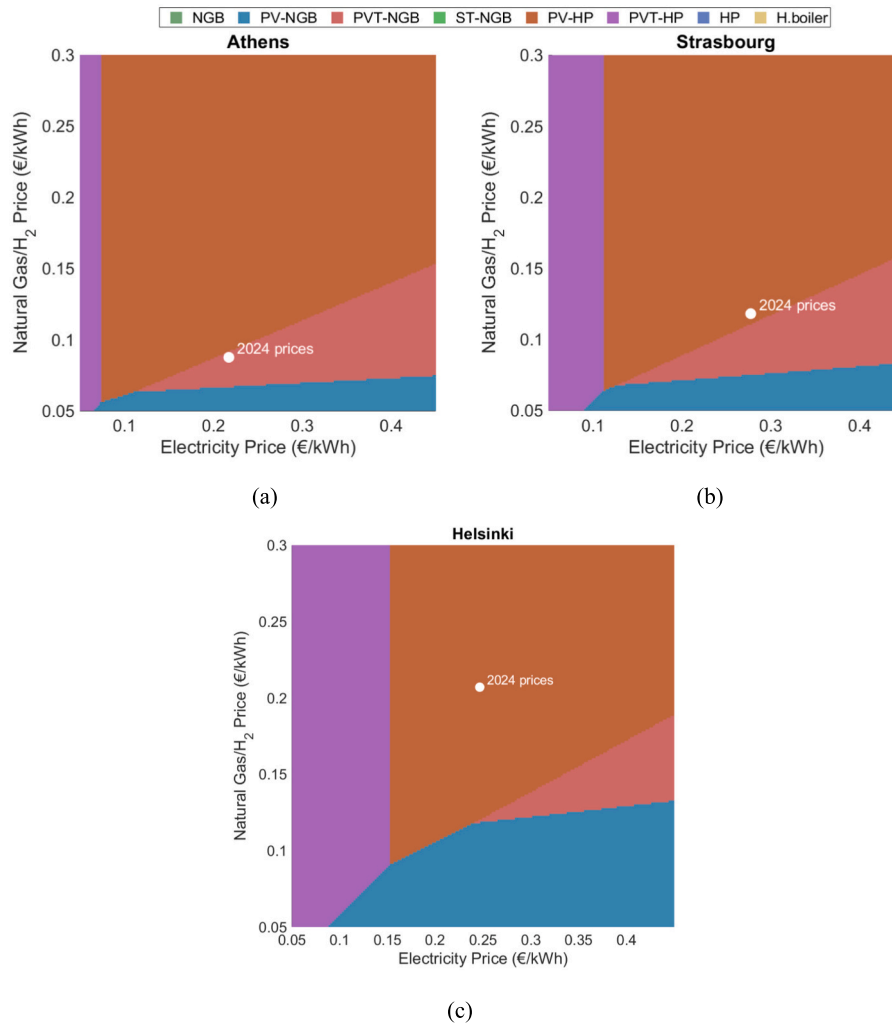 NGB PV-NGB PVT-NGB ST-NGB PV-HP PVT-HP HP H.boiler
Athens
Natural Gas/H₂ Price (€/kWh)
0.3
0.25
0.2
0.15
0.1
0.05
2024 prices
0.1 0.2 0.3 0.4
Electricity Price (€/kWh)
(a)
Strasbourg
Natural Gas/H₂ Price (€/kWh)
0.3
0.25
0.2
0.15
0.1
0.05
2024 prices
0.1 0.2 0.3 0.4
Electricity Price (€/kWh)
(b)
Helsinki
Natural Gas/H₂ Price (€/kWh)
0.3
0.25
0.2
0.15
0.1
0.05
2024 prices
0.05 0.1 0.15 0.2 0.25 0.3 0.35 0.4
Electricity Price (€/kWh)
(c)